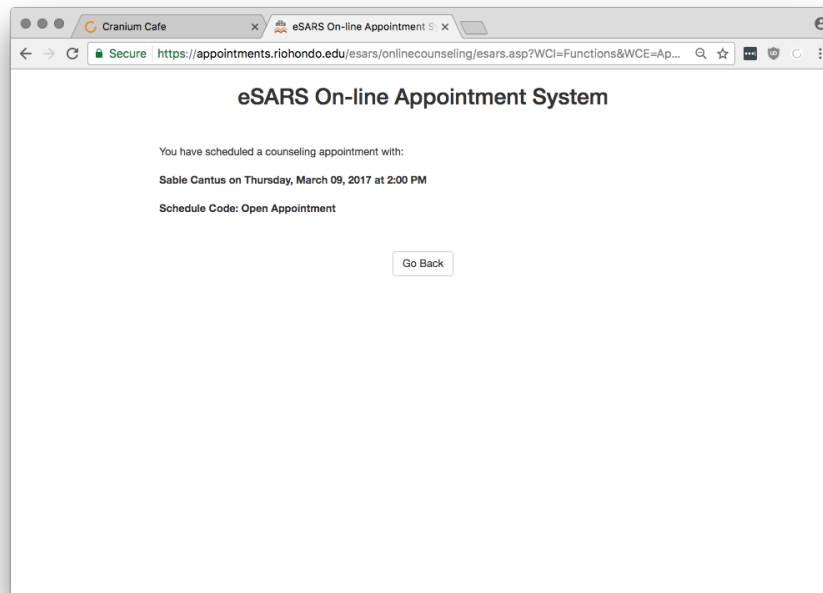 Cranium Cafe
eSARS On-line Appointment S
Secure https://appointments.riohondo.edu/esars/onlinecounseling/esars.asp?WCI=Functions&WCE=Ap...
eSARS On-line Appointment System
You have scheduled a counseling appointment with:
Sable Cantus on Thursday, March 09, 2017 at 2:00 PM
Schedule Code: Open Appointment
Go Back